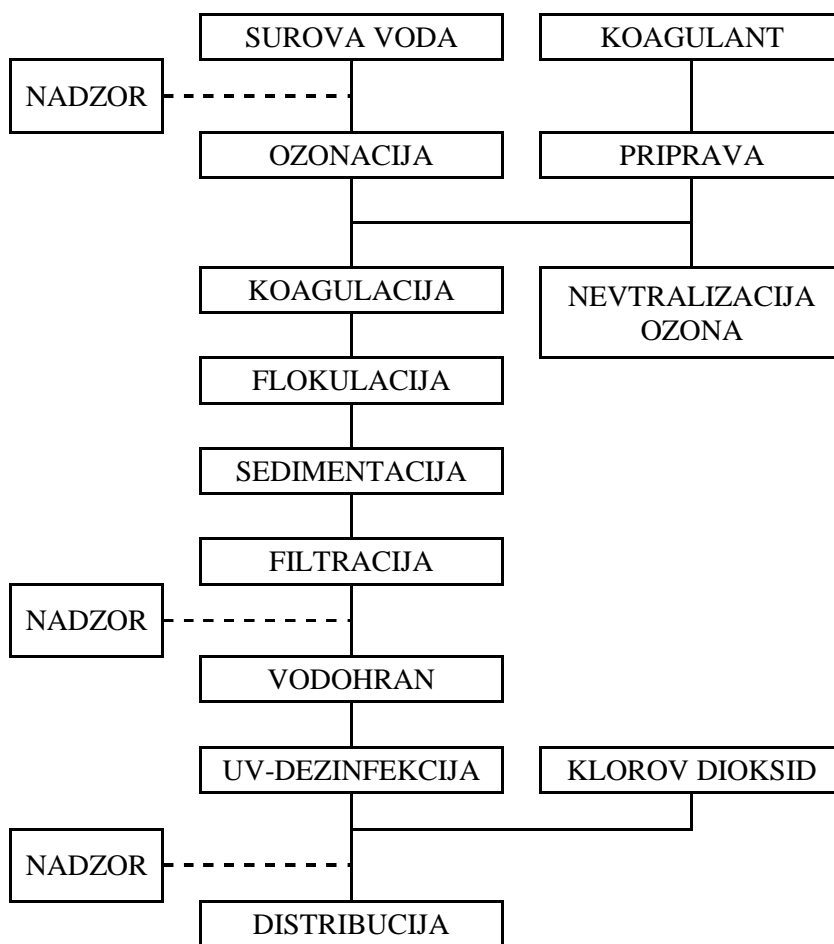 SUROVA VODA
KOAGULANT
NADZOR
OZONACIJA
PRIPRAVA
KOAGULACIJA
NEVTRALIZACIJA
OZONA
FLOKULACIJA
SEDIMENTACIJA
FILTRACIJA
NADZOR
VODOHRAN
UV-DEZINFEKCIJA
KLOROV DIOKSID
NADZOR
DISTRIBUCIJA